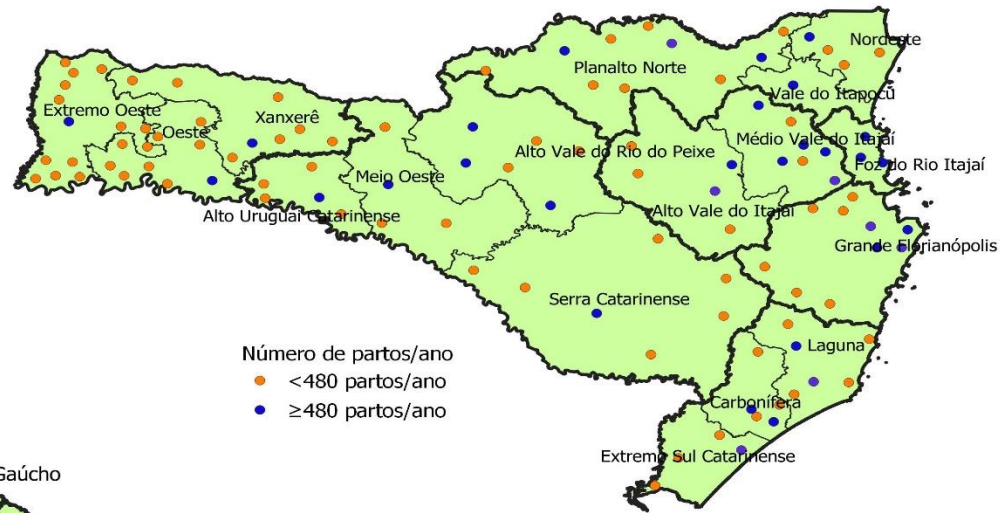 Nordeste
Planalto Norte
Vale do Itapocú
Extremo Oeste
Xanxerê
Oeste
Médio Vale do Itajaí
Alto Vale do Rio do Peixe
Foz do Rio Itajaí
Meio Oeste
Alto Uruguai Catarinense
Alto Vale do Itajaí
Grande Florianópolis
Serra Catarinense
Laguna
Número de partos/ano
<480 partos/ano
≥480 partos/ano
Carbonífera
Extremo Sul Catarinense
Gaúcho